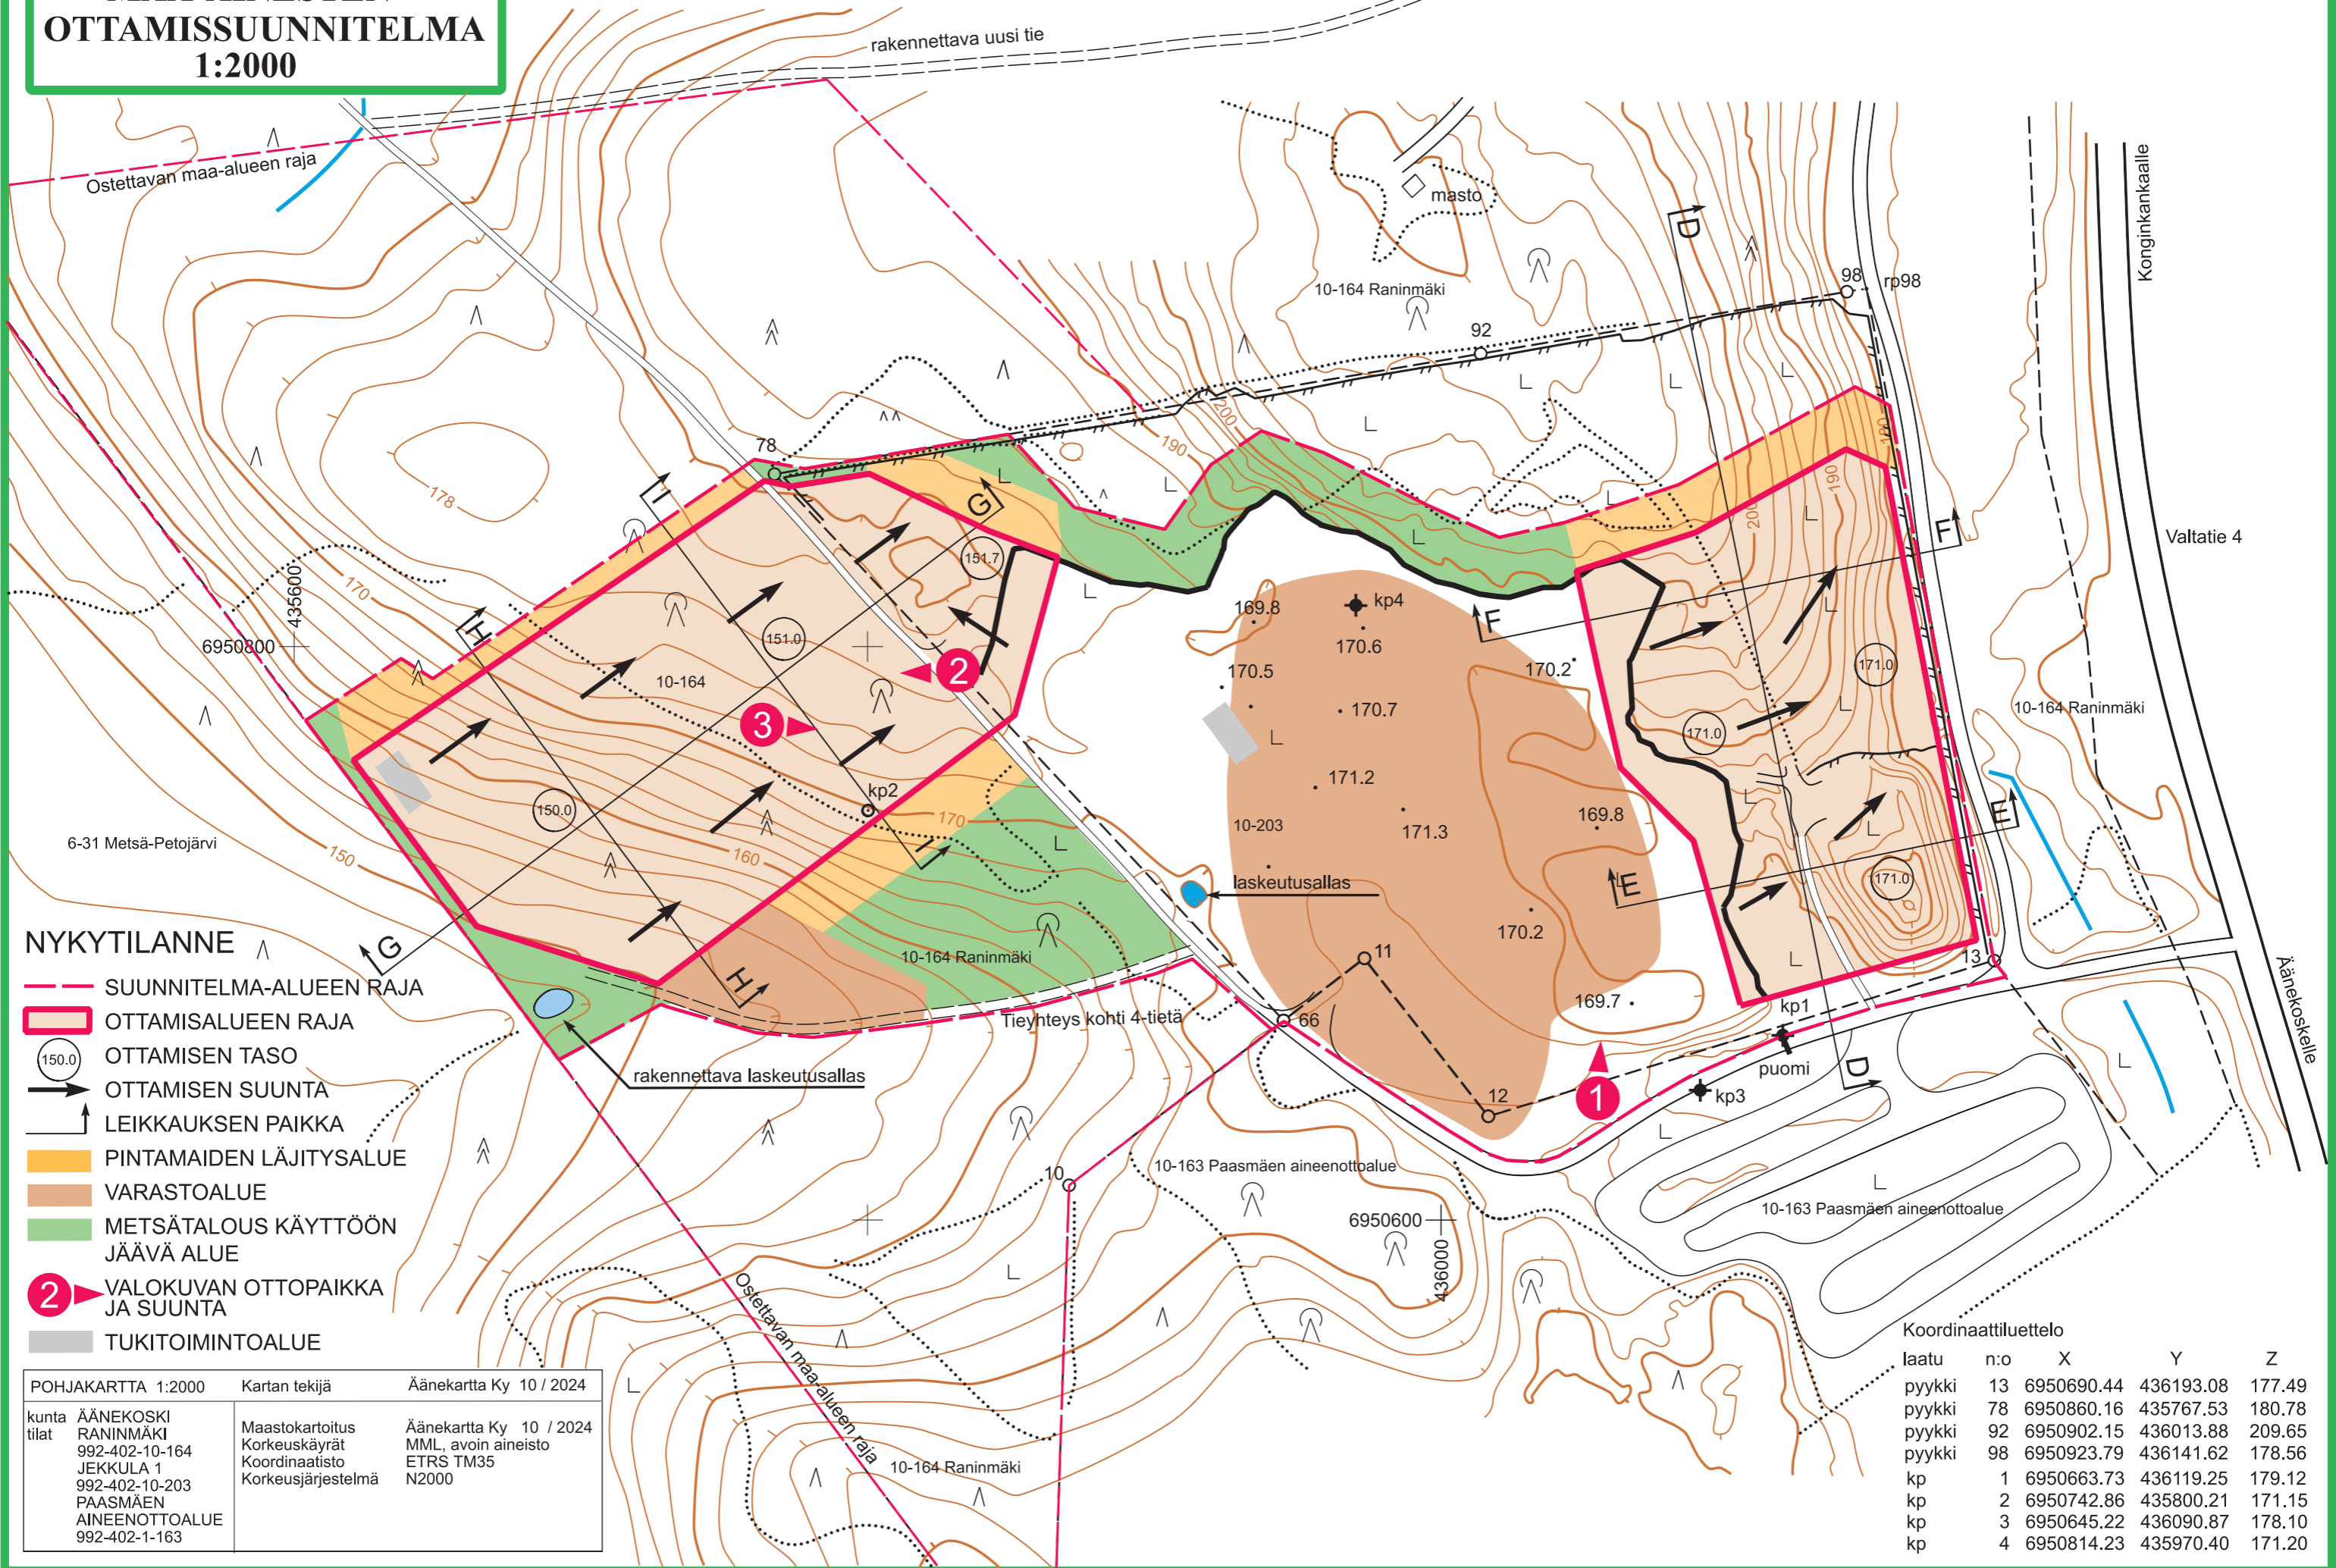 OTTAMISSUUNNITELMA
1:2000
rakennettava uusi tie
Ostettavan maa-alueen raja
masto
Konginkankaalle
10-164 Raninmäki
98
rp98
92
D
200
190
180
78
178
I
G
190
200
F
Valtatie 4
151.7
170
435600
6950800
H
151.0
169.8
kp4
170.6
F
170.2
10-164
2
170.5
171.0
10-164 Raninmäki
3
170.7
171.0
kp2
171.2
150.0
170
10-203
171.3
169.8
E
6-31 Metsä-Petojärvi
150
160
I
laskeutusallas
E
171.0
NYKYTILANNE
G
10-164 Raninmäki
11
170.2
13
Äänekoskelle
SUUNNITELMA-ALUEEN RAJA
H
OTTAMISALUEEN RAJA
Tieyhteys kohti 4-tietä
66
169.7
kp1
150.0
OTTAMISEN TASO
OTTAMISEN SUUNTA
rakennettava laskeutusallas
puomi
D
LEIKKAUKSEN PAIKKA
12
1
kp3
PINTAMAIDEN LÄJITYSALUE
10
10-163 Paasmäen aineenottoalue
VARASTOALUE
10-163 Paasmäen aineenottoalue
METSÄTALOUS KÄYTTÖÖN
JÄÄVÄ ALUE
6950600
436000
2
VALOKUVAN OTTOPAIKKA
JA SUUNTA
TUKITOIMINTOALUE
Ostettavan maa-alueen raja
10-164 Raninmäki
POHJAKARTTA 1:2000 Kartan tekijä Äänekartta Ky 10 / 2024
kunta ÄÄNEKOSKI
tilat RANINMÄKI
992-402-10-164
JEKKULA 1
992-402-10-203
PAASMÄEN
AINEENOTTOALUE
992-402-1-163
Maastokartoitus Äänekartta Ky 10 / 2024
Korkeuskäyrät MML, avoin aineisto
Koordinaatisto ETRS TM35
Korkeusjärjestelmä N2000
Koordinaattiluettelo
laatu n:o X Y Z
pyykki 13 6950690.44 436193.08 177.49
pyykki 78 6950860.16 435767.53 180.78
pyykki 92 6950902.15 436013.88 209.65
pyykki 98 6950923.79 436141.62 178.56
kp 1 6950663.73 436119.25 179.12
kp 2 6950742.86 435800.21 171.15
kp 3 6950645.22 436090.87 178.10
kp 4 6950814.23 435970.40 171.20